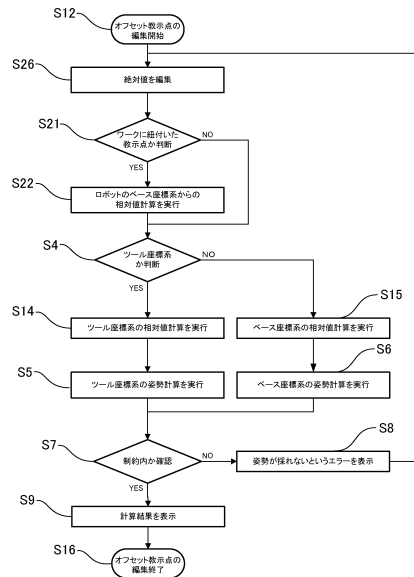 S12
オフセット教示点の
編集開始
S26
絶対値を編集
S21
ワークに紐付いた
教示点か判断
NO
YES
S22
ロボットのベース座標系からの
相対値計算を実行
S4
ツール座標系
か判断
NO
YES
S14
ツール座標系の相対値計算を実行
S15
ベース座標系の相対値計算を実行
S5
ツール座標系の姿勢計算を実行
S6
ベース座標系の姿勢計算を実行
S7
制約内か確認
NO
S8
姿勢が採れないというエラーを表示
YES
S9
計算結果を表示
S16
オフセット教示点の
編集終了